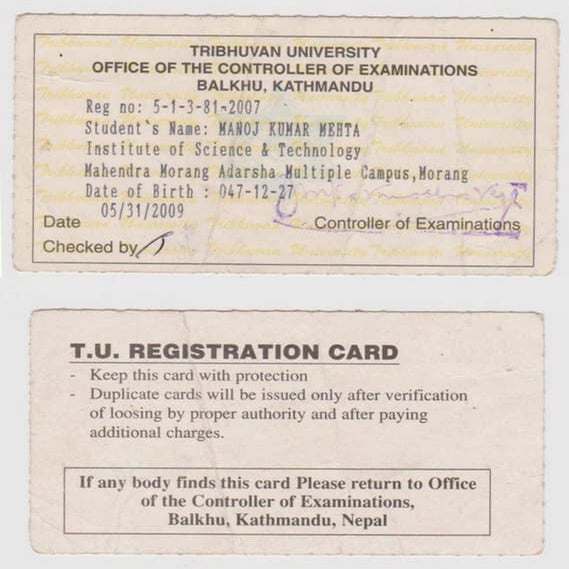 TRIBHUVAN UNIVERSITY
OFFICE OF THE CONTROLLER OF EXAMINATIONS
BALKHU, KATHMANDU
Reg no: 5-1-3-81-2007
Student`s Name: MANOJ KUMAR MEHTA
Institute of Science & Technology
Mahendra Morang Adarsha Multiple Campus,Morang
Date of Birth : 047-12-27
05/31/2009
Date
Controller of Examinations
Checked by
T.U. REGISTRATION CARD
- Keep this card with protection
- Duplicate cards will be issued only after verification
of loosing by proper authority and after paying
additional charges.
If any body finds this card Please return to Office
of the Controller of Examinations,
Balkhu, Kathmandu, Nepal